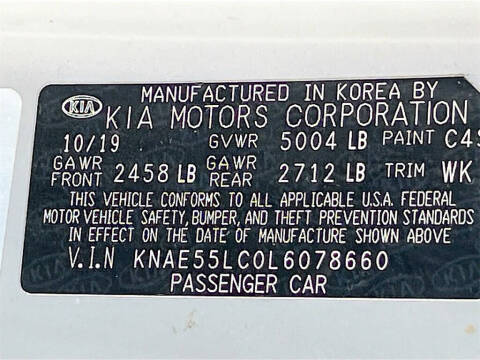 MANUFACTURED IN KOREA BY
KIA KIA MOTORS CORPORATION
10/19 GVWR 5004 LB PAINT
GAWR FRONT 2458 LB GAWR REAR 2712 LB TRIM WK
THIS VEHICLE CONFORMS TO ALL APPLICABLE U.S.A. FEDERAL
MOTOR VEHICLE SAFETY, BUMPER, AND THEFT PREVENTION STANDARDS
IN EFFECT ON THE DATE OF MANUFACTURE SHOWN ABOVE
V.I.N KNAE55LC0L6078660
PASSENGER CAR